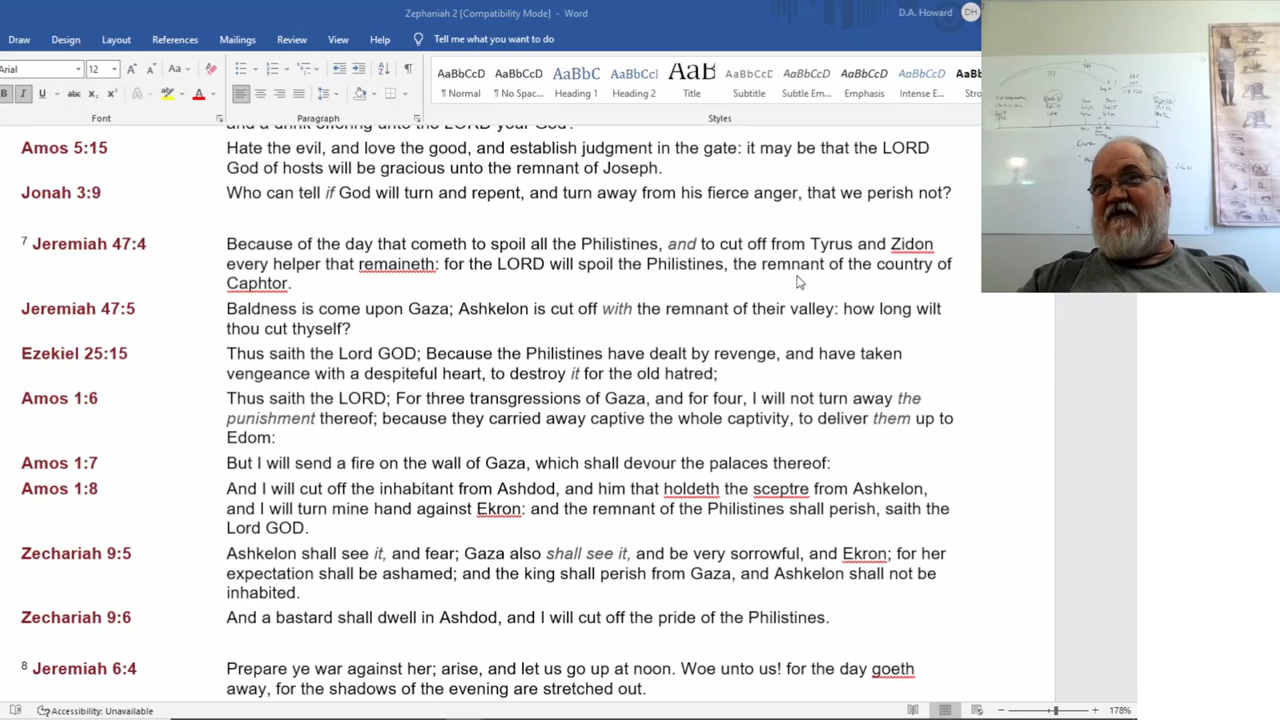 Zephaniah 2 [Compatibility Mode] - Word
D.A. Howard
DH
Draw Design Layout References Mailings Review View Help Tell me what you want to do
Arial 12
AaBbCcD AaBbCcD AaBbC AaBbCc AaB AaBbCcD AaBbCcD AaBbCcD AaBbCcD AaBb
¶ Normal ¶ No Spac... Heading 1 Heading 2 Title Subtitle Subtle Em... Emphasis Intense E... Stro
Font Paragraph Styles
and a drink offering unto the LORD your God?
Amos 5:15 Hate the evil, and love the good, and establish judgment in the gate: it may be that the LORD
God of hosts will be gracious unto the remnant of Joseph.
Jonah 3:9 Who can tell if God will turn and repent, and turn away from his fierce anger, that we perish not?
7 Jeremiah 47:4 Because of the day that cometh to spoil all the Philistines, and to cut off from Tyrus and Zidon
every helper that remaineth: for the LORD will spoil the Philistines, the remnant of the country of
Caphtor.
Jeremiah 47:5 Baldness is come upon Gaza; Ashkelon is cut off with the remnant of their valley: how long wilt
thou cut thyself?
Ezekiel 25:15 Thus saith the Lord GOD; Because the Philistines have dealt by revenge, and have taken
vengeance with a despiteful heart, to destroy it for the old hatred;
Amos 1:6 Thus saith the LORD; For three transgressions of Gaza, and for four, I will not turn away the
punishment thereof; because they carried away captive the whole captivity, to deliver them up to
Edom:
Amos 1:7 But I will send a fire on the wall of Gaza, which shall devour the palaces thereof:
Amos 1:8 And I will cut off the inhabitant from Ashdod, and him that holdeth the sceptre from Ashkelon,
and I will turn mine hand against Ekron: and the remnant of the Philistines shall perish, saith the
Lord GOD.
Zechariah 9:5 Ashkelon shall see it, and fear; Gaza also shall see it, and be very sorrowful, and Ekron; for her
expectation shall be ashamed; and the king shall perish from Gaza, and Ashkelon shall not be
inhabited.
Zechariah 9:6 And a bastard shall dwell in Ashdod, and I will cut off the pride of the Philistines.
8 Jeremiah 6:4 Prepare ye war against her; arise, and let us go up at noon. Woe unto us! for the day goeth
away, for the shadows of the evening are stretched out.
Accessibility: Unavailable 178%